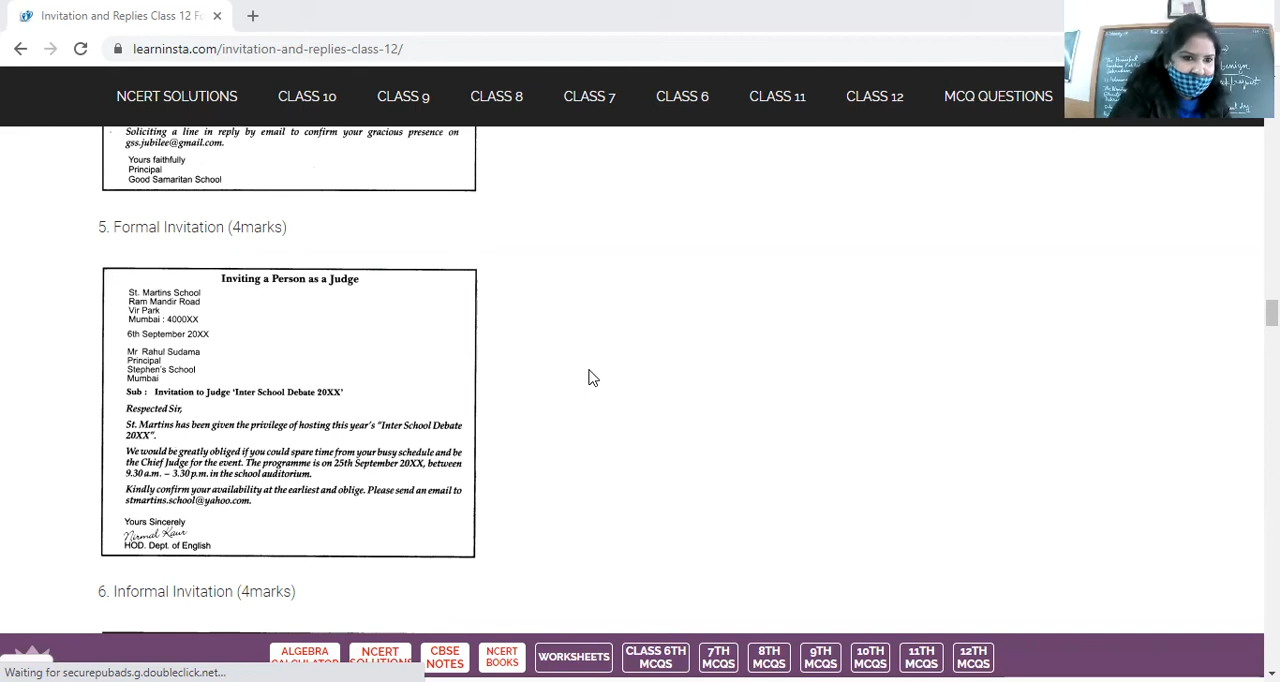 Invitation and Replies Class 12 Fo
learninsta.com/invitation-and-replies-class-12/
NCERT SOLUTIONS CLASS 10 CLASS 9 CLASS 8 CLASS 7 CLASS 6 CLASS 11 CLASS 12 MCQ QUESTIONS
Soliciting a line in reply by email to confirm your gracious presence on
gss.jubilee@gmail.com.
Yours faithfully
Principal
Good Samaritan School
5. Formal Invitation (4marks)
Inviting a Person as a Judge
St. Martins School
Ram Mandir Road
Vir Park
Mumbai : 4000XX
6th September 20XX
Mr Rahul Sudama
Principal
Stephen's School
Mumbai
Sub : Invitation to Judge 'Inter School Debate 20XX'
Respected Sir,
St. Martins has been given the privilege of hosting this year's "Inter School Debate
20XX".
We would be greatly obliged if you could spare time from your busy schedule and be
the Chief Judge for the event. The programme is on 25th September 20XX, between
9.30 a.m. – 3.30 p.m. in the school auditorium.
Kindly confirm your availability at the earliest and oblige. Please send an email to
stmartins.school@yahoo.com.
Yours Sincerely
Nirmal Kaur
HOD. Dept. of English
6. Informal Invitation (4marks)
ALGEBRA
CALCULATOR
NCERT
SOLUTIONS
CBSE
NOTES
NCERT
BOOKS
WORKSHEETS
CLASS 6TH
MCQS
7TH
MCQS
8TH
MCQS
9TH
MCQS
10TH
MCQS
11TH
MCQS
12TH
MCQS
Waiting for securepubads.g.doubleclick.net...
benign